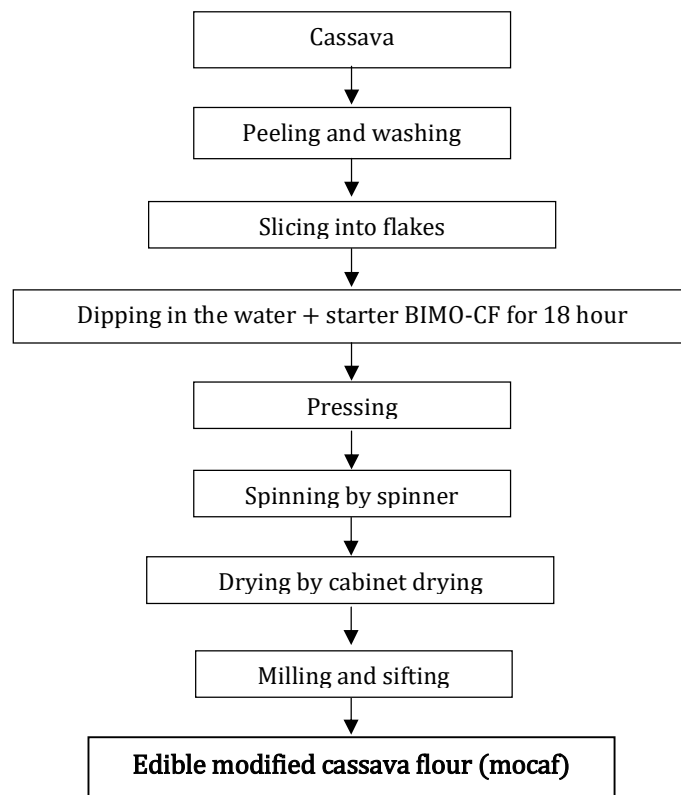 Cassava
Peeling and washing
Slicing into flakes
Dipping in the water + starter BIMO-CF for 18 hour
Pressing
Spinning by spinner
Drying by cabinet drying
Milling and sifting
Edible modified cassava flour (mocaf)